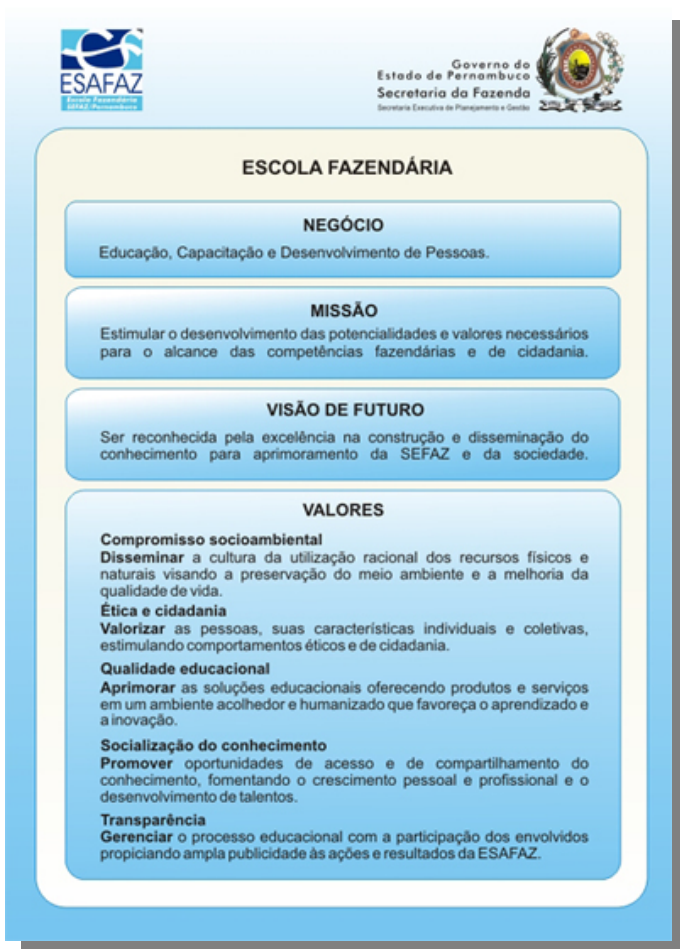 ESAFAZ
Escola Fazendária
SEFAZ/Pernambuco
Governo do
Estado de Pernambuco
Secretaria da Fazenda
Secretaria Executiva de Planejamento e Gestão
ESCOLA FAZENDÁRIA
NEGÓCIO
Educação, Capacitação e Desenvolvimento de Pessoas.
MISSÃO
Estimular o desenvolvimento das potencialidades e valores necessários
para o alcance das competências fazendárias e de cidadania.
VISÃO DE FUTURO
Ser reconhecida pela excelência na construção e disseminação do
conhecimento para aprimoramento da SEFAZ e da sociedade.
VALORES
Compromisso socioambiental
Disseminar a cultura da utilização racional dos recursos físicos e
naturais visando a preservação do meio ambiente e a melhoria da
qualidade de vida.
Ética e cidadania
Valorizar as pessoas, suas características individuais e coletivas,
estimulando comportamentos éticos e de cidadania.
Qualidade educacional
Aprimorar as soluções educacionais oferecendo produtos e serviços
em um ambiente acolhedor e humanizado que favoreça o aprendizado e
a inovação.
Socialização do conhecimento
Promover oportunidades de acesso e de compartilhamento do
conhecimento, fomentando o crescimento pessoal e profissional e o
desenvolvimento de talentos.
Transparência
Gerenciar o processo educacional com a participação dos envolvidos
propiciando ampla publicidade às ações e resultados da ESAFAZ.